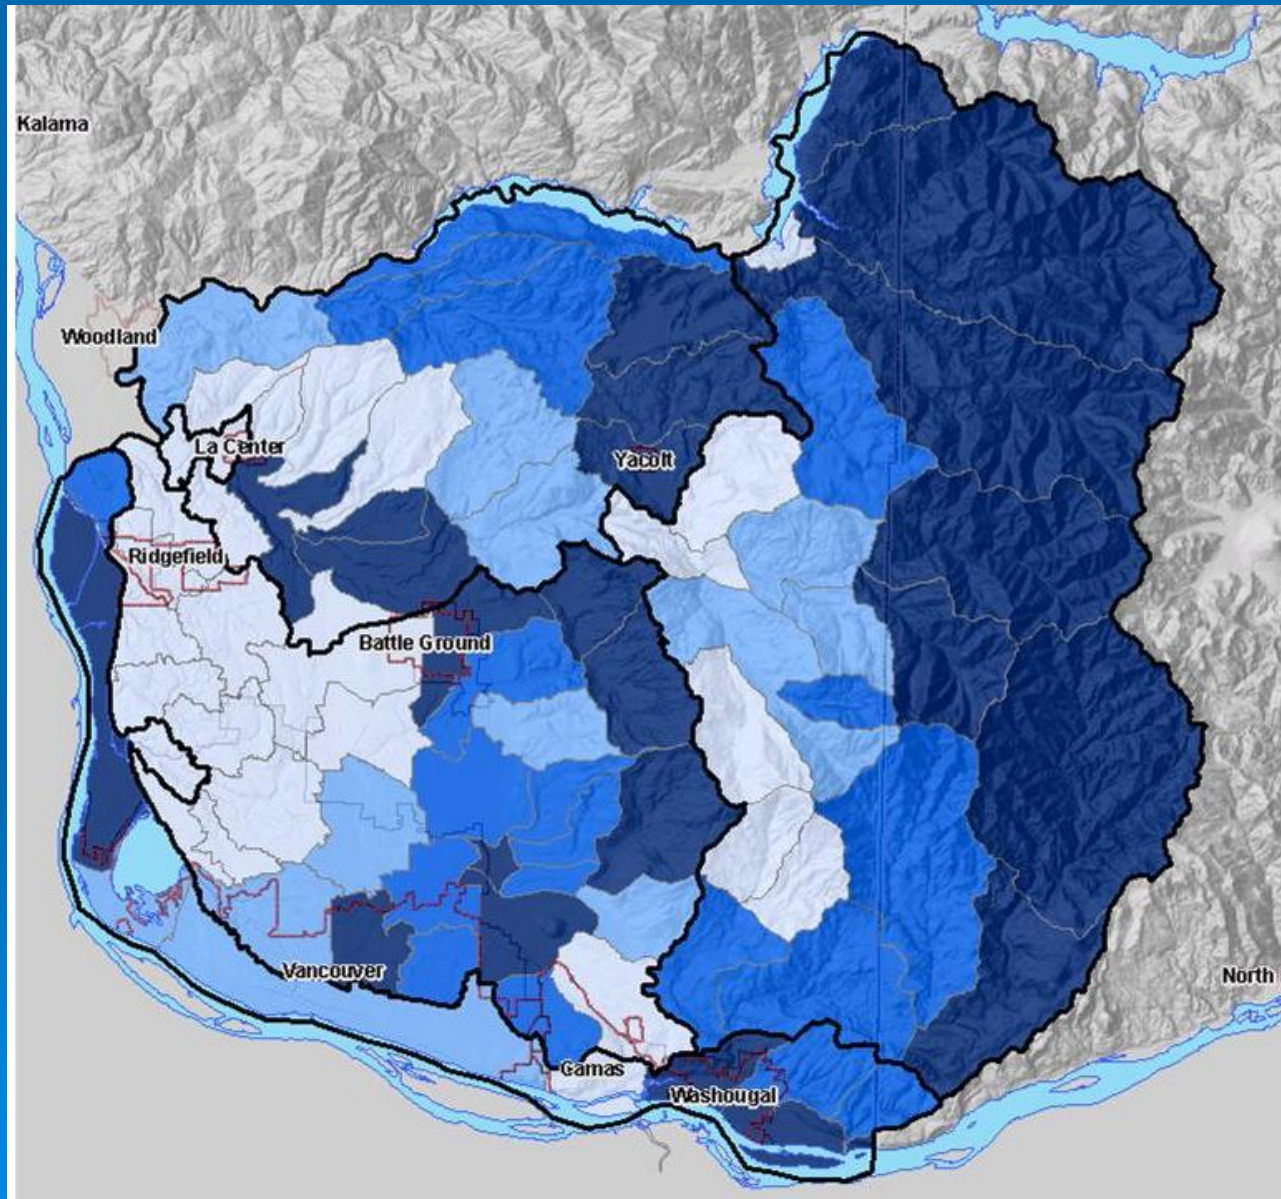 Kalama
Woodland
La Center
Yacolt
Ridgefield
Battle Ground
Vancouver
North
Camas
Washougal